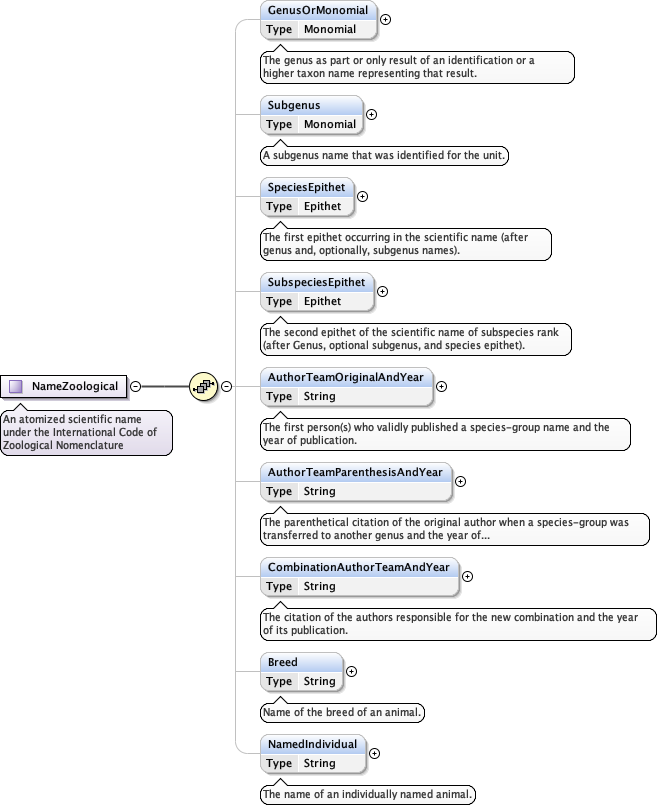 GenusOrMonomial
Type Monomial
The genus as part or only result of an identification or a
higher taxon name representing that result.
Subgenus
Type Monomial
A subgenus name that was identified for the unit.
SpeciesEpithet
Type Epithet
The first epithet occurring in the scientific name (after
genus and, optionally, subgenus names).
SubspeciesEpithet
Type Epithet
The second epithet of the scientific name of subspecies rank
(after Genus, optional subgenus, and species epithet).
NameZoological
An atomized scientific name
under the International Code of
Zoological Nomenclature
AuthorTeamOriginalAndYear
Type String
The first person(s) who validly published a species-group name and the
year of publication.
AuthorTeamParenthesisAndYear
Type String
The parenthetical citation of the original author when a species-group was
transferred to another genus and the year of...
CombinationAuthorTeamAndYear
Type String
The citation of the authors responsible for the new combination and the year
of its publication.
Breed
Type String
Name of the breed of an animal.
NamedIndividual
Type String
The name of an individually named animal.